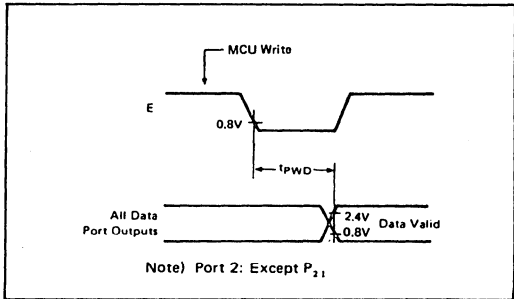 MCU Write
E
0.8V
tPWD
All Data
Port Outputs
2.4V
Data Valid
0.8V
Note) Port 2: Except P21